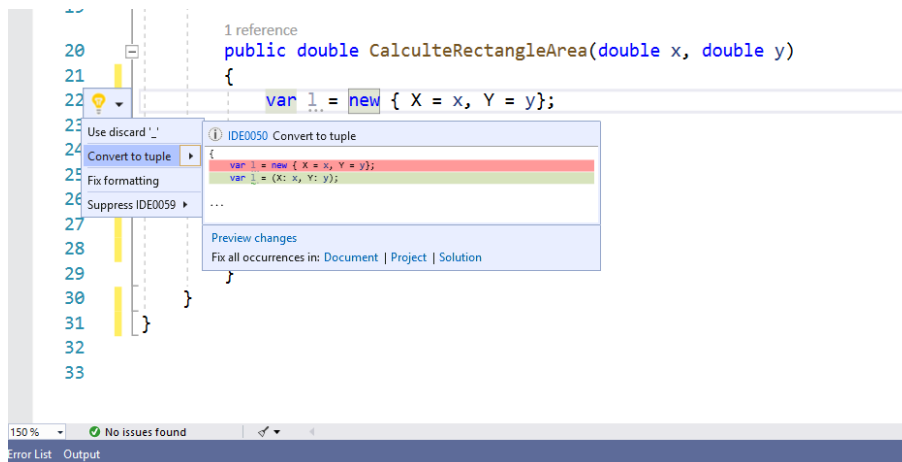 19
1 reference
20 public double CalculteRectangleArea(double x, double y)
21 {
22 var l = new { X = x, Y = y};
23
Use discard '_'
IDE0050 Convert to tuple
24
Convert to tuple
{
var l = new { X = x, Y = y};
25
Fix formatting
var l = (X: x, Y: y);
26
Suppress IDE0059
...
27
Preview changes
28
Fix all occurrences in: Document | Project | Solution
29 }
30 }
31 }
32
33
150 % No issues found
Error List Output